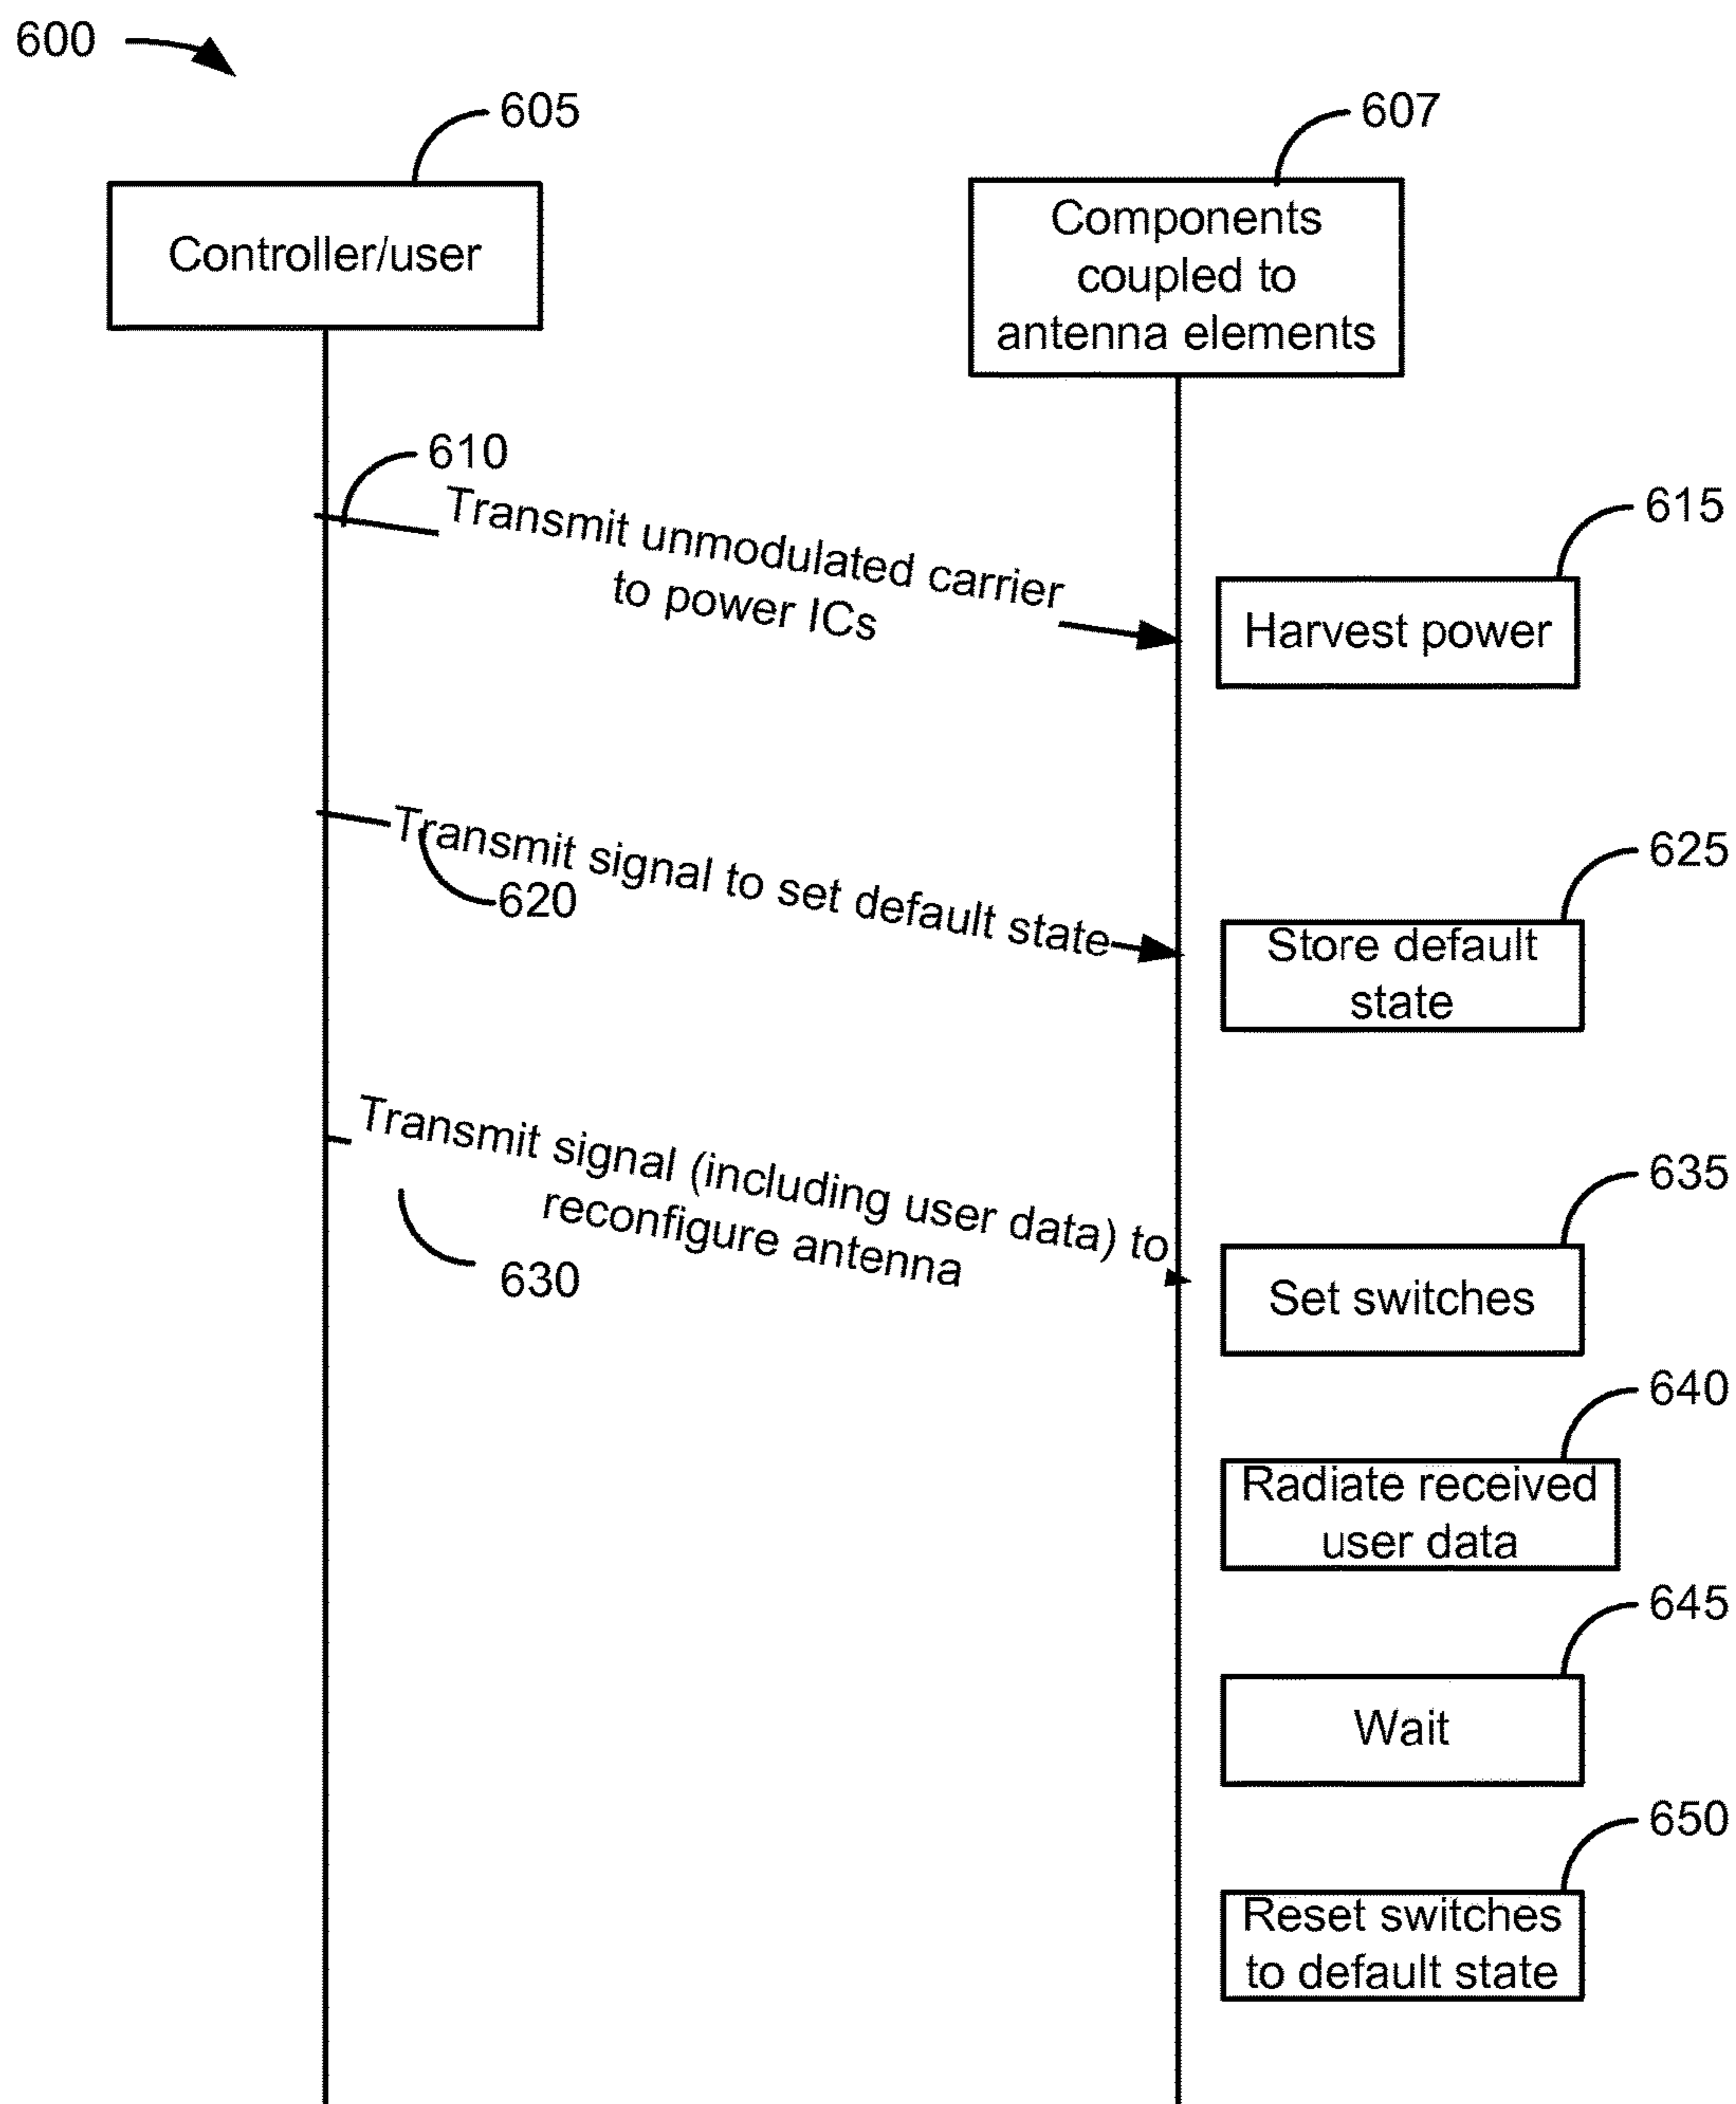 600
605
607
Controller/user
Components
coupled to
antenna elements
610
Transmit unmodulated carrier
to power ICs
615
Harvest power
Transmit signal to set default state
620
625
Store default
state
Transmit signal (including user data) to
reconfigure antenna
630
635
Set switches
640
Radiate received
user data
645
Wait
650
Reset switches
to default state